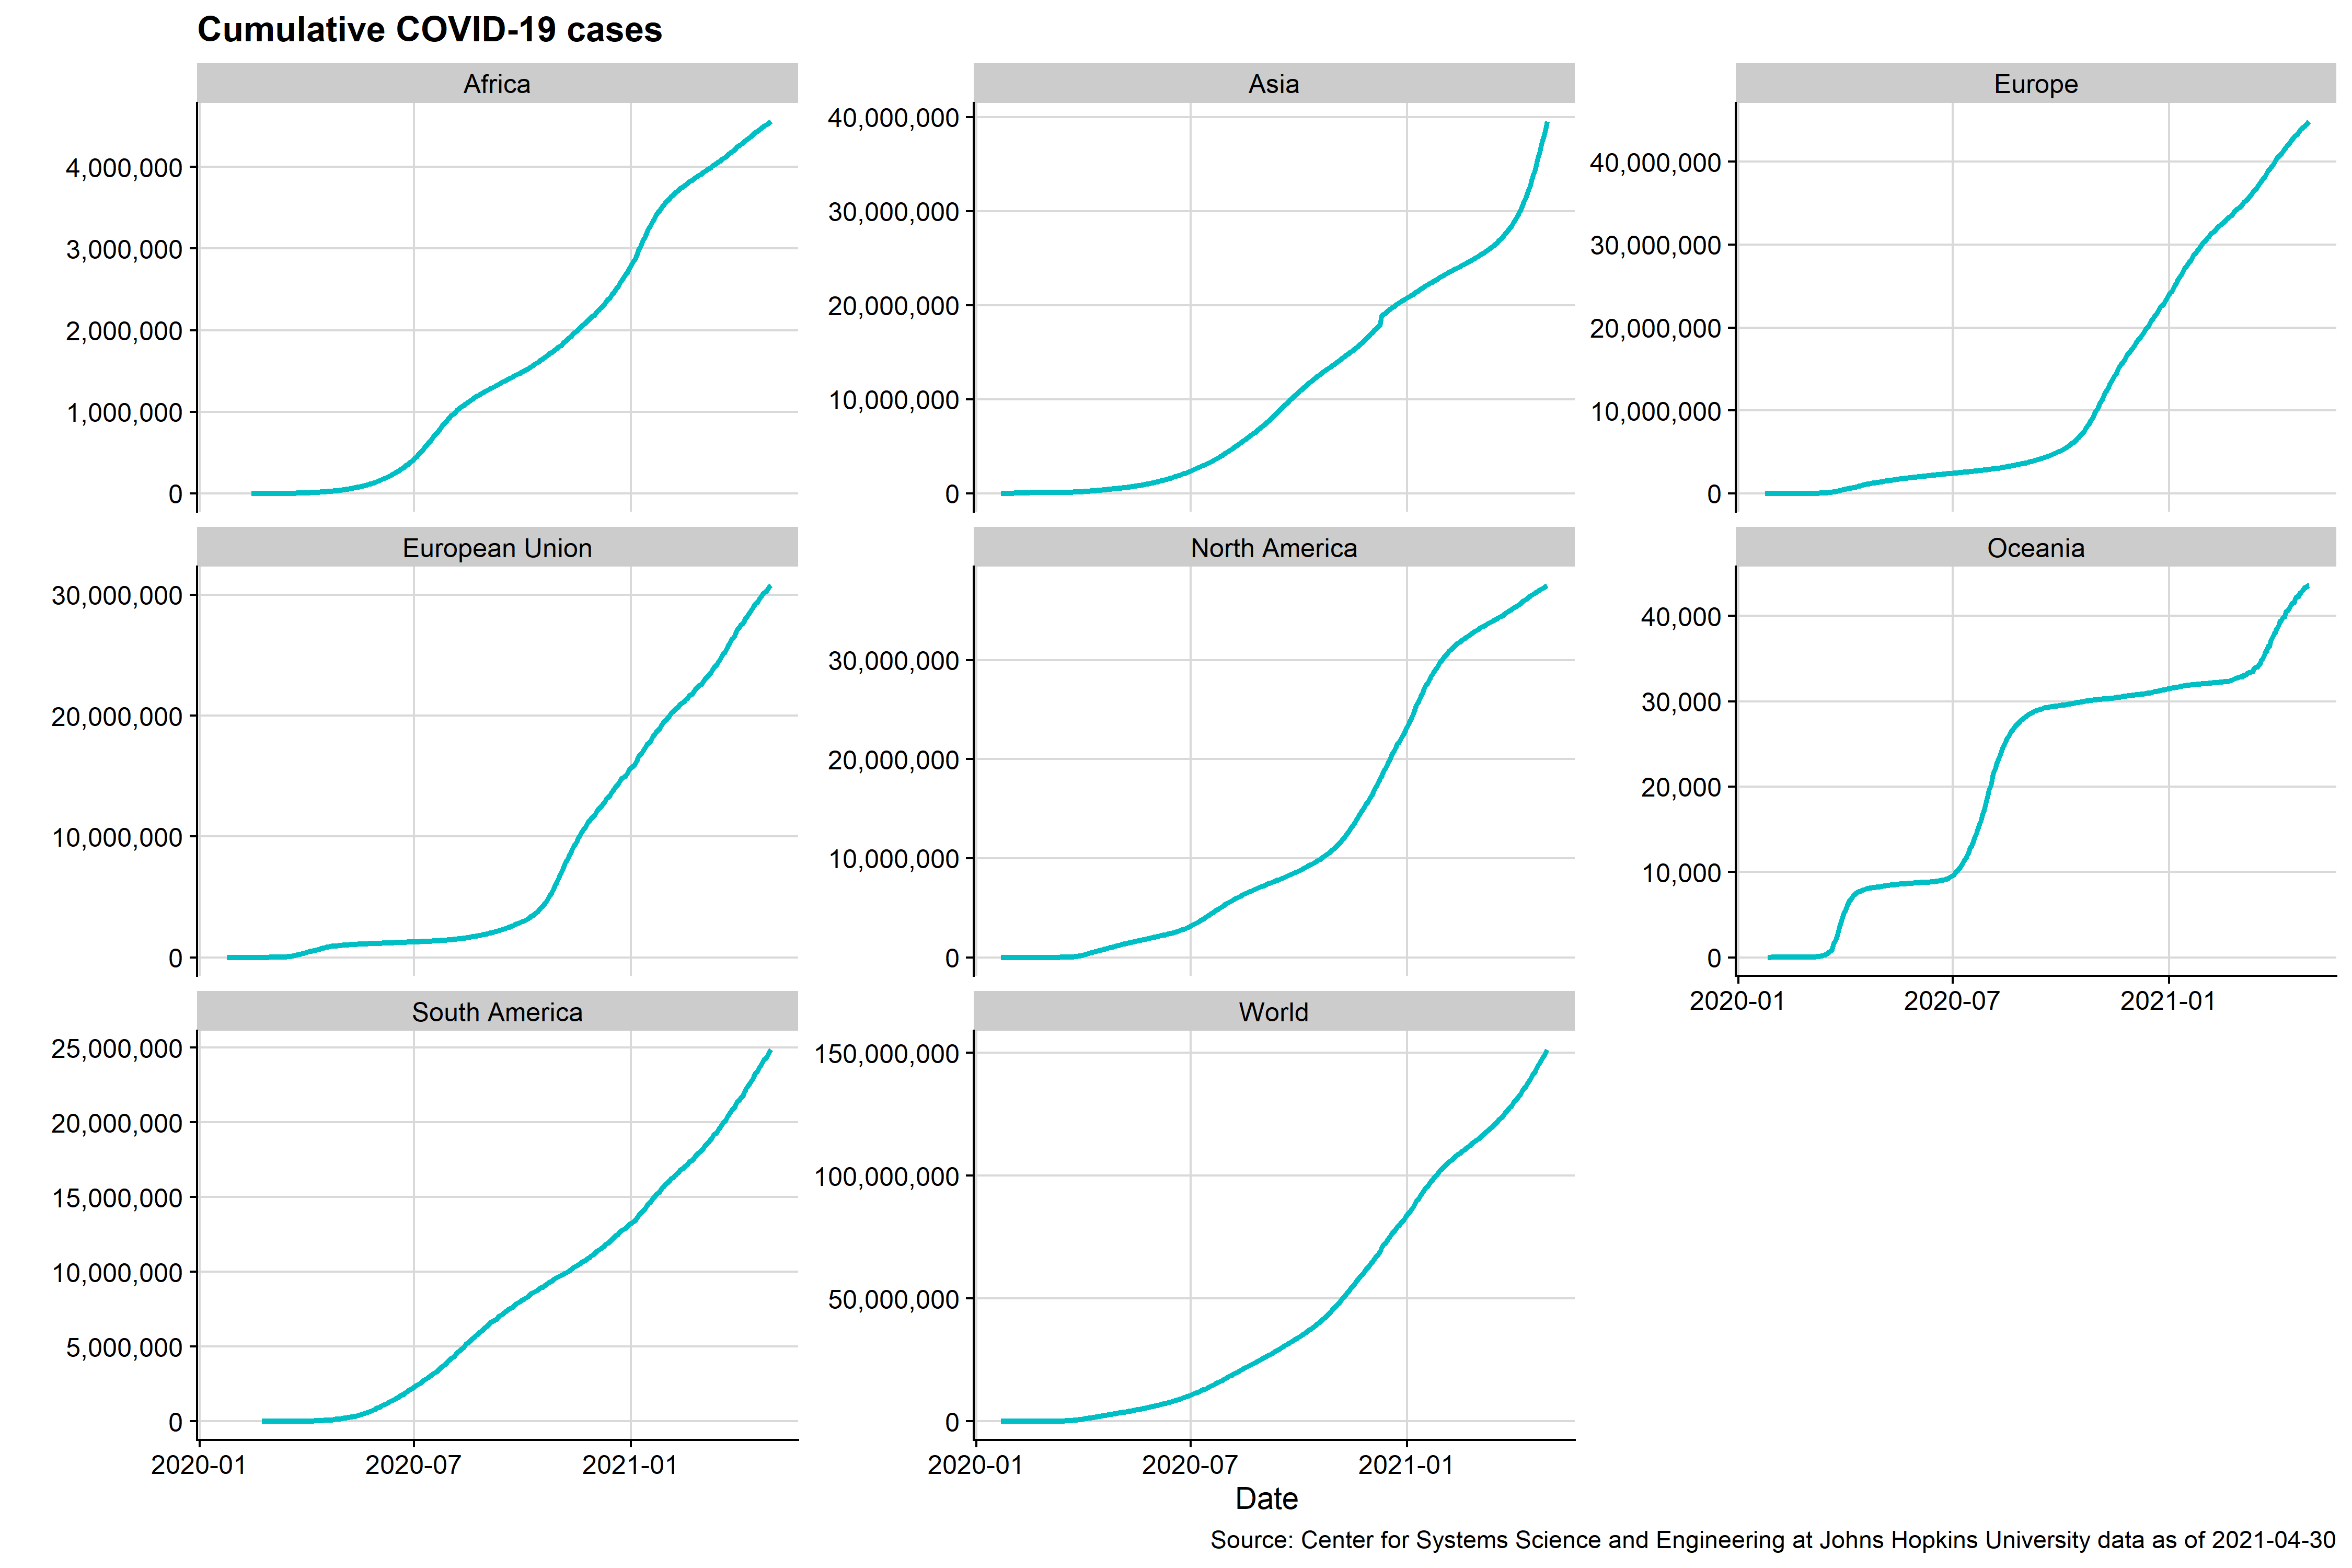 Cumulative COVID-19 cases
Africa
4,000,000
3,000,000
2,000,000
1,000,000
0
Asia
40,000,000
30,000,000
20,000,000
10,000,000
0
Europe
40,000,000
30,000,000
20,000,000
10,000,000
0
European Union
30,000,000
20,000,000
10,000,000
0
North America
30,000,000
20,000,000
10,000,000
0
Oceania
40,000
30,000
20,000
10,000
0
2020-01 2020-07 2021-01
South America
25,000,000
20,000,000
15,000,000
10,000,000
5,000,000
0
2020-01 2020-07 2021-01
World
150,000,000
100,000,000
50,000,000
0
2020-01 2020-07 2021-01
Date
Source: Center for Systems Science and Engineering at Johns Hopkins University data as of 2021-04-30